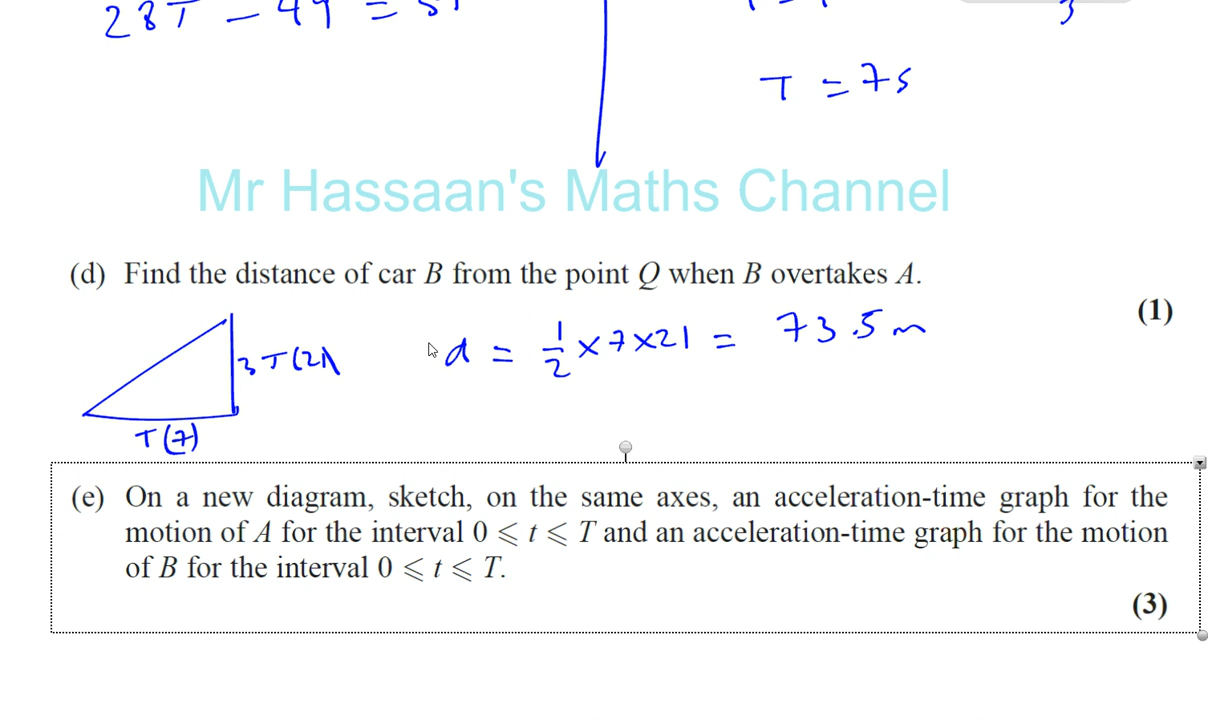 28T - 49 =
T = 7s
Mr Hassaan's Maths Channel
(d) Find the distance of car B from the point Q when B overtakes A.
(1)
3T(21)
d = 1/2 × 7 × 21 = 73.5m
T(7)
(e) On a new diagram, sketch, on the same axes, an acceleration-time graph for the
motion of A for the interval 0 ⩽ t ⩽ T and an acceleration-time graph for the motion
of B for the interval 0 ⩽ t ⩽ T.
(3)